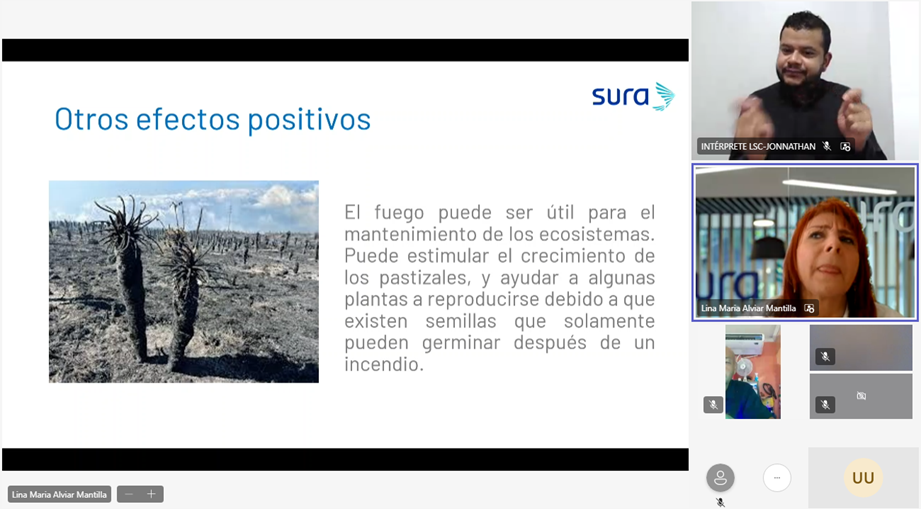 sura
Otros efectos positivos
El fuego puede ser útil para el
mantenimiento de los ecosistemas.
Puede estimular el crecimiento de
los pastizales, y ayudar a algunas
plantas a reproducirse debido a que
existen semillas que solamente
pueden germinar después de un
incendio.
INTÉRPRETE LSC-JONNATHAN
sura
Lina Maria Alviar Mantilla
UU
Lina Maria Alviar Mantilla